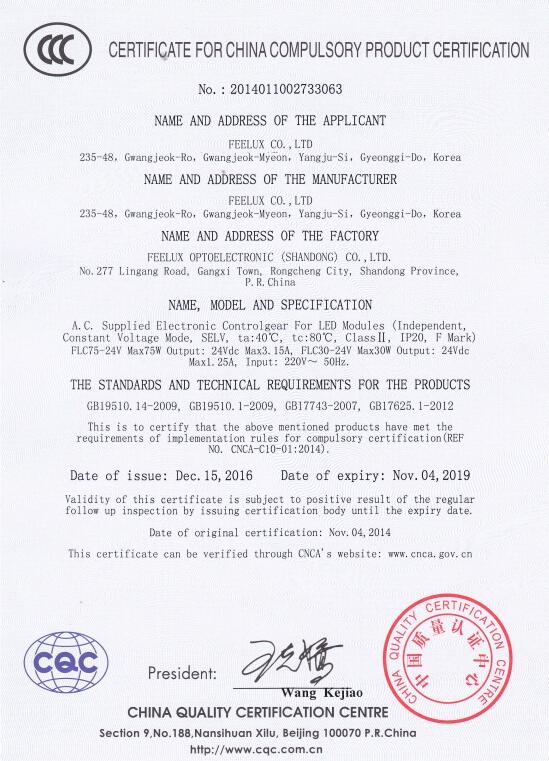 CCC
CERTIFICATE FOR CHINA COMPULSORY PRODUCT CERTIFICATION
No.: 2014011002733063
NAME AND ADDRESS OF THE APPLICANT
FEELUX CO.,LTD
235-48, Gwangjeok-Ro, Gwangjeok-Myeon, Yangju-Si, Gyeonggi-Do, Korea
NAME AND ADDRESS OF THE MANUFACTURER
FEELUX CO.,LTD
235-48, Gwangjeok-Ro, Gwangjeok-Myeon, Yangju-Si, Gyeonggi-Do, Korea
NAME AND ADDRESS OF THE FACTORY
FEELUX OPTOELECTRONIC (SHANDONG) CO.,LTD.
No.277 Lingang Road, Gangxi Town, Rongcheng City, Shandong Province,
P.R.China
NAME, MODEL AND SPECIFICATION
A.C. Supplied Electronic Controlgear For LED Modules (Independent,
Constant Voltage Mode, SELV, ta:40℃, tc:80℃, ClassⅡ, IP20, F Mark)
FLC75-24V Max75W Output: 24Vdc Max3.15A, FLC30-24V Max30W Output: 24Vdc
Max1.25A, Input: 220V～ 50Hz.
THE STANDARDS AND TECHNICAL REQUIREMENTS FOR THE PRODUCTS
GB19510.14-2009, GB19510.1-2009, GB17743-2007, GB17625.1-2012
This is to certify that the above mentioned products have met the
requirements of implementation rules for compulsory certification(REF
NO. CNCA-C10-01:2014).
Date of issue: Dec.15,2016 Date of expiry: Nov.04,2019
Validity of this certificate is subject to positive result of the regular
follow up inspection by issuing certification body until the expiry date.
Date of original certification: Nov.04,2014
This certificate can be verified through CNCA's website: www.cnca.gov.cn
CQC
President:
Wang Kejiao
CHINA QUALITY CERTIFICATION CENTRE
中国质量认证中心
CHINA QUALITY CERTIFICATION CENTRE
Section 9,No.188,Nansihuan Xilu, Beijing 100070 P.R.China
http://www.cqc.com.cn